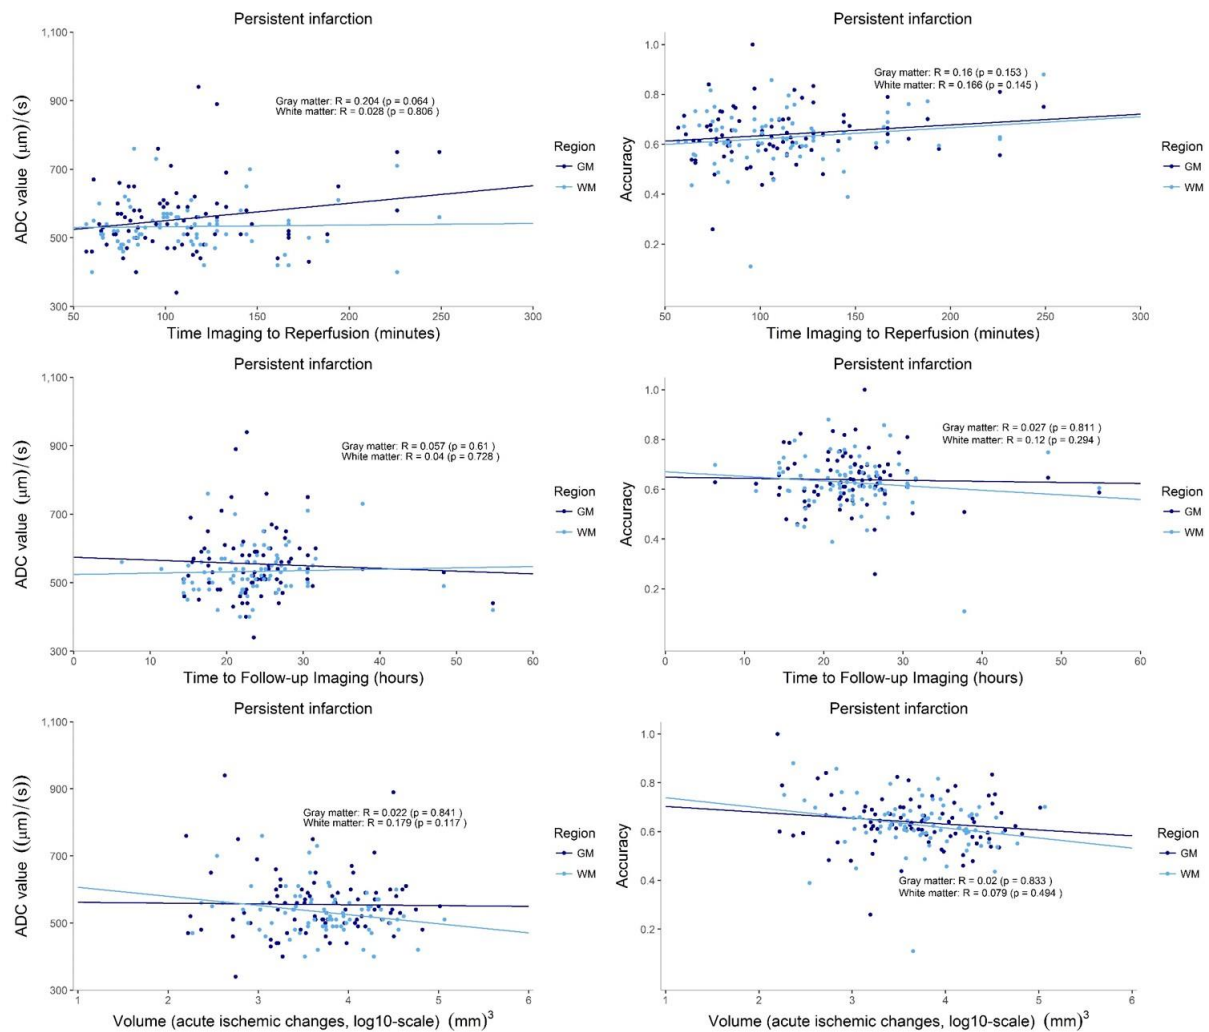 Persistent infarction
1,100
900
700
500
300
ADC value (μm)/(s)
Gray matter: R = 0.204 (p = 0.064 )
White matter: R = 0.028 (p = 0.806 )
Region
GM
WM
50 100 150 200 250 300
Time Imaging to Reperfusion (minutes)
Persistent infarction
1.0
0.8
0.6
0.4
0.2
Accuracy
Gray matter: R = 0.16 (p = 0.153 )
White matter: R = 0.166 (p = 0.145 )
Region
GM
WM
50 100 150 200 250 300
Time Imaging to Reperfusion (minutes)
Persistent infarction
1,100
900
700
500
300
ADC value (μm)/(s)
Gray matter: R = 0.057 (p = 0.61 )
White matter: R = 0.04 (p = 0.728 )
Region
GM
WM
0 10 20 30 40 50 60
Time to Follow-up Imaging (hours)
Persistent infarction
1.0
0.8
0.6
0.4
0.2
Accuracy
Gray matter: R = 0.027 (p = 0.811 )
White matter: R = 0.12 (p = 0.294 )
Region
GM
WM
0 10 20 30 40 50 60
Time to Follow-up Imaging (hours)
Persistent infarction
1,100
900
700
500
300
ADC value ((μm)/(s))
Gray matter: R = 0.022 (p = 0.841 )
White matter: R = 0.179 (p = 0.117 )
Region
GM
WM
1 2 3 4 5 6
Volume (acute ischemic changes, log10-scale) (mm)³
Persistent infarction
1.0
0.8
0.6
0.4
0.2
Accuracy
Gray matter: R = 0.02 (p = 0.833 )
White matter: R = 0.079 (p = 0.494 )
Region
GM
WM
1 2 3 4 5 6
Volume (acute ischemic changes, log10-scale) (mm)³